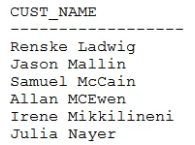 CUST_NAME
------------------
Renske Ladwig
Jason Mallin
Samuel McCain
Allan MCEwen
Irene Mikkilineni
Julia Nayer